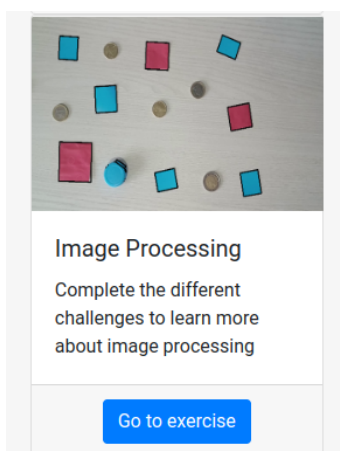 Image Processing
Complete the different
challenges to learn more
about image processing
Go to exercise